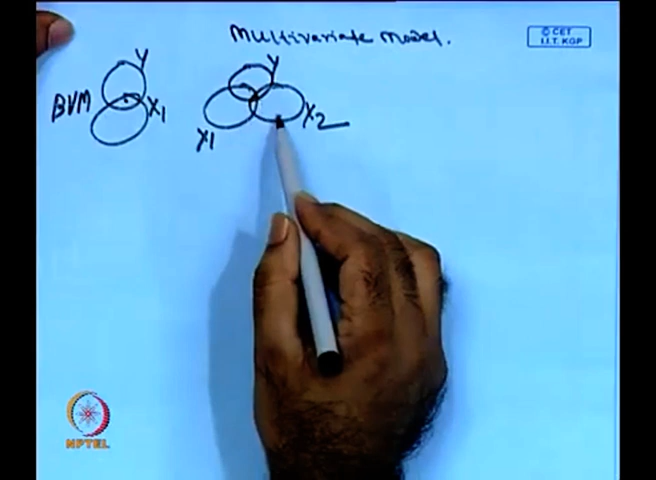 Multivariate Model.
© CET
I.I.T. KGP
BVM
Y
X1
Y
X1
X2
NPTEL